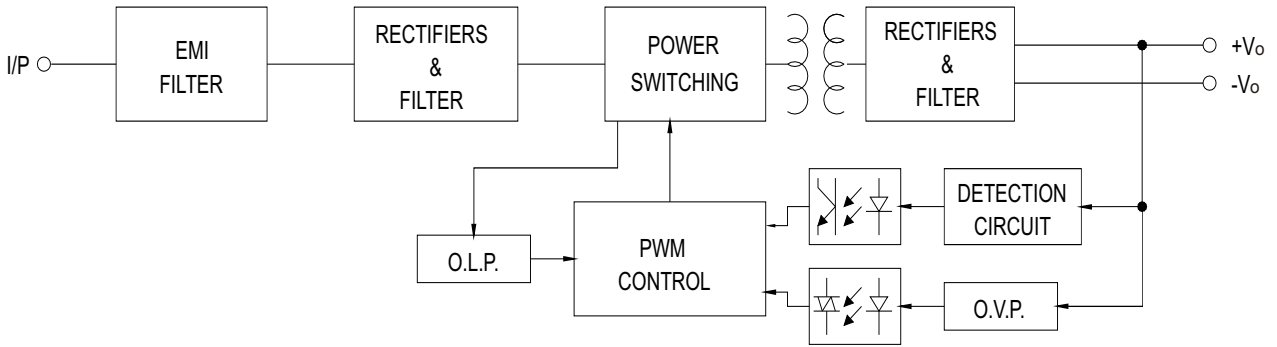 I/P
EMI
FILTER
RECTIFIERS
&
FILTER
POWER
SWITCHING
RECTIFIERS
&
FILTER
+Vo
-Vo
DETECTION
CIRCUIT
O.L.P.
PWM
CONTROL
O.V.P.